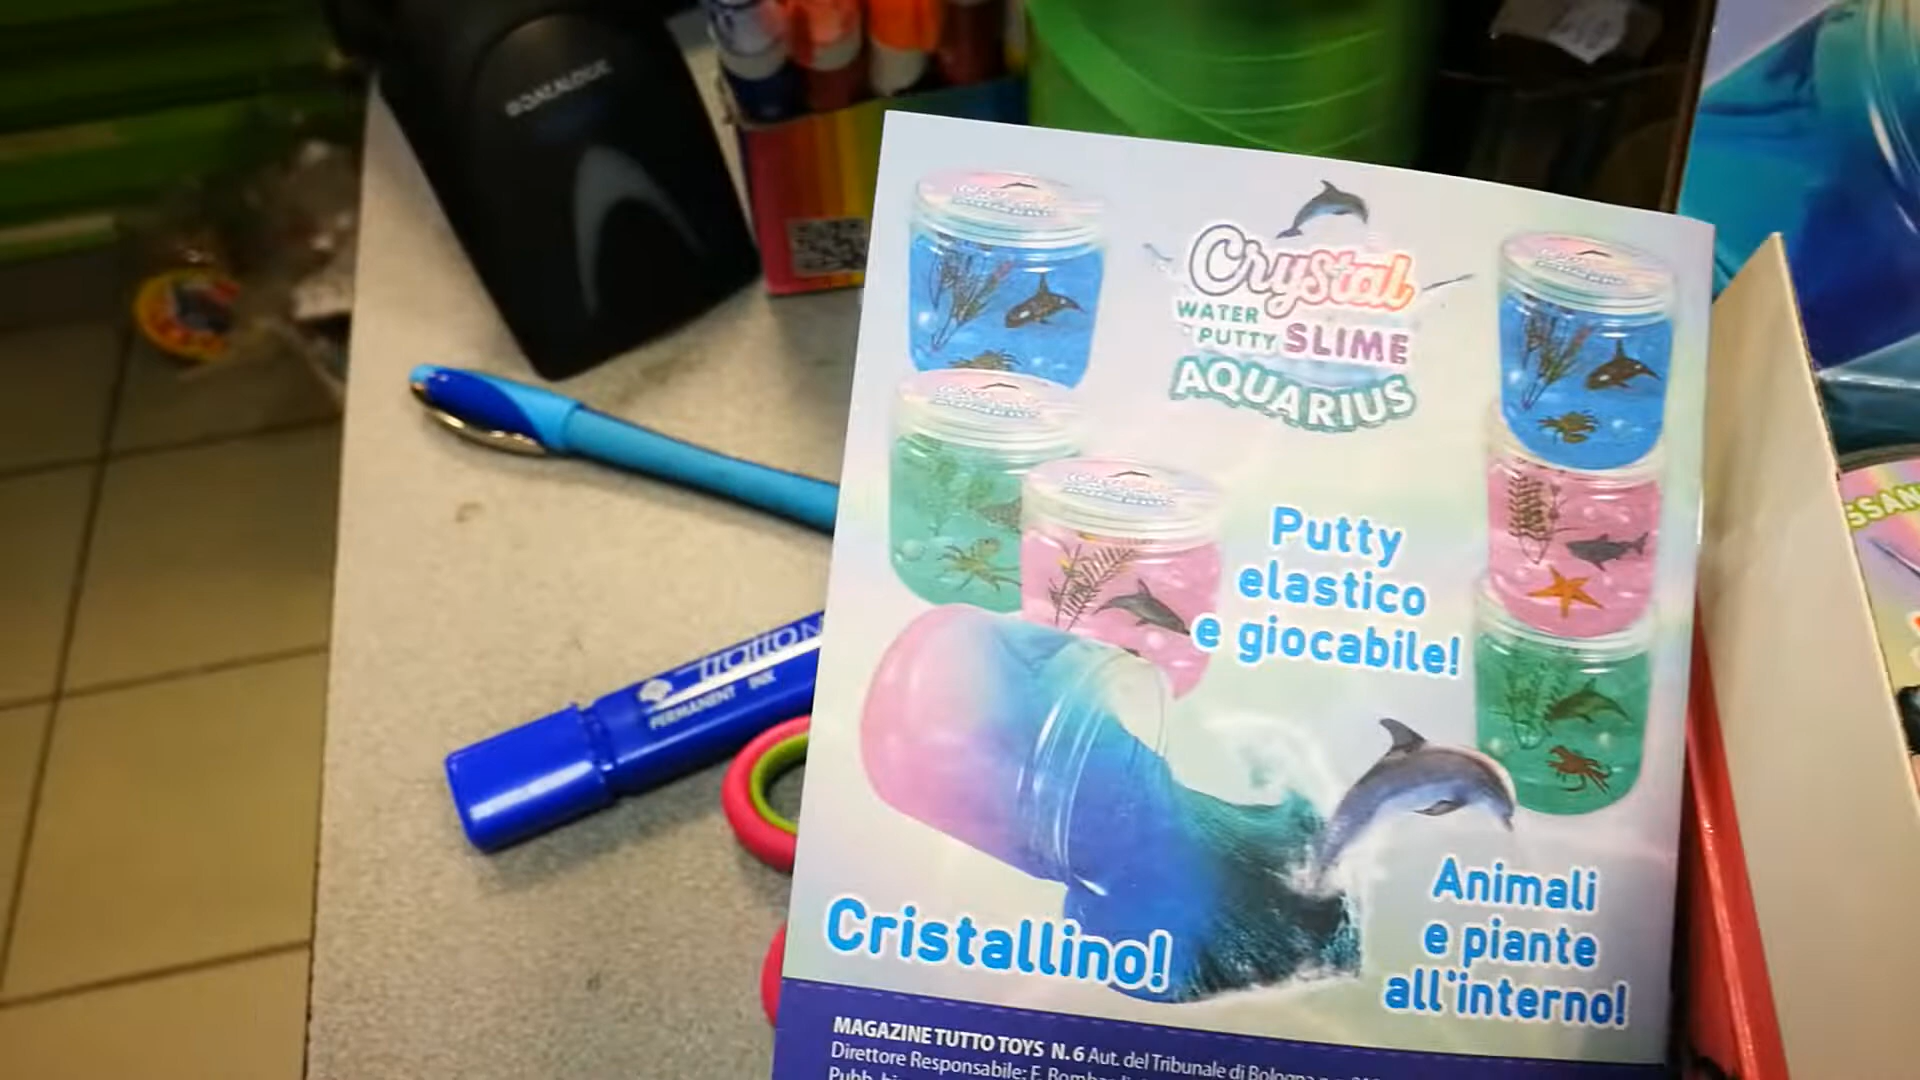 DATALOGIC
Crystal
WATER
PUTTY SLIME
AQUARIUS
Putty
elastico
e giocabile!
Tratto
PERMANENT INK
Cristallino!
Animali
e piante
all'interno!
MAGAZINE TUTTO TOYS N. 6 Aut. del Tribunale di Bologna
Direttore Responsabile: F.